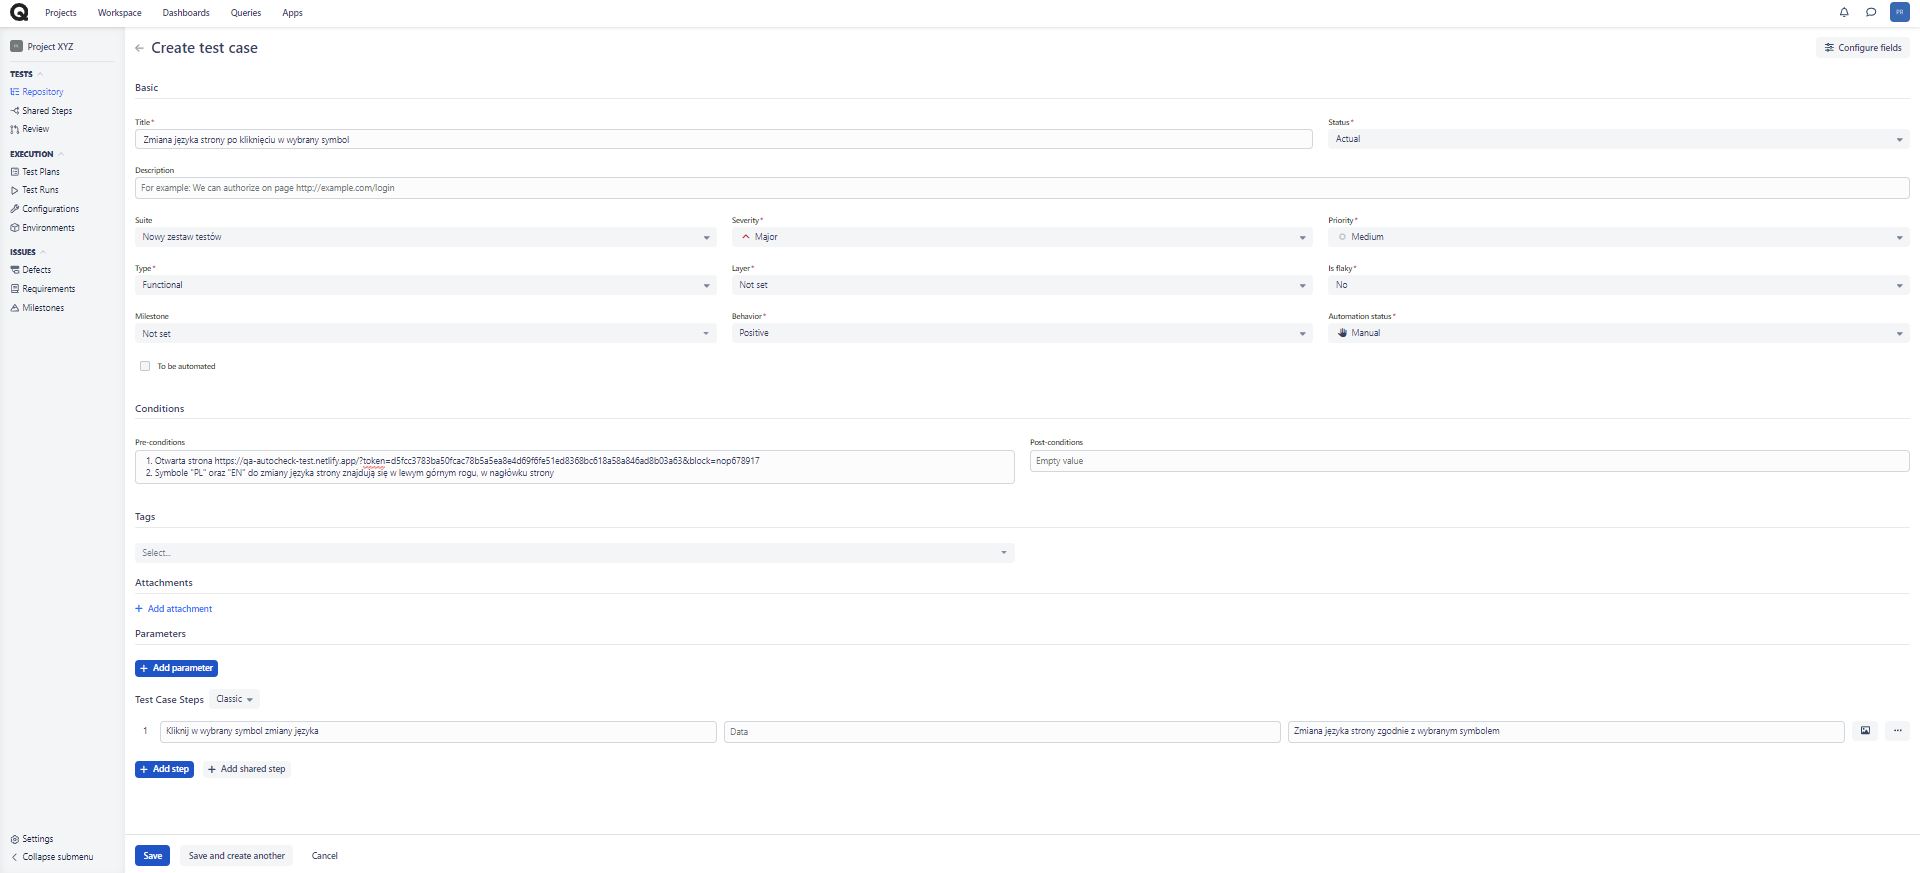 Projects Workspace Dashboards Queries Apps PR
Project XYZ
TESTS
Repository
Shared Steps
Review
EXECUTION
Test Plans
Test Runs
Configurations
Environments
ISSUES
Defects
Requirements
Milestones
Settings
Collapse submenu
Create test case
Configure fields
Basic
Title*
Zmiana języka strony po kliknięciu w wybrany symbol
Status*
Actual
Description
For example: We can authorize on page http://example.com/login
Suite
Nowy zestaw testów
Severity*
Major
Priority*
Medium
Type*
Functional
Layer*
Not set
Is flaky*
No
Milestone
Not set
Behavior*
Positive
Automation status*
Manual
To be automated
Conditions
Pre-conditions
1. Otwarta strona https://qa-autocheck-test.netlify.app/?token=d5fcc3783ba50fcac78b5a5ea8e4d69f6fe51ed8368bc618a58a846ad8b03a63&block=nop678917
2. Symbole "PL" oraz "EN" do zmiany języka strony znajdują się w lewym górnym rogu, w nagłówku strony
Post-conditions
Empty value
Tags
Select...
Attachments
+ Add attachment
Parameters
+ Add parameter
Test Case Steps Classic
1 Kliknij w wybrany symbol zmiany języka Data Zmiana języka strony zgodnie z wybranym symbolem
+ Add step + Add shared step
Save Save and create another Cancel